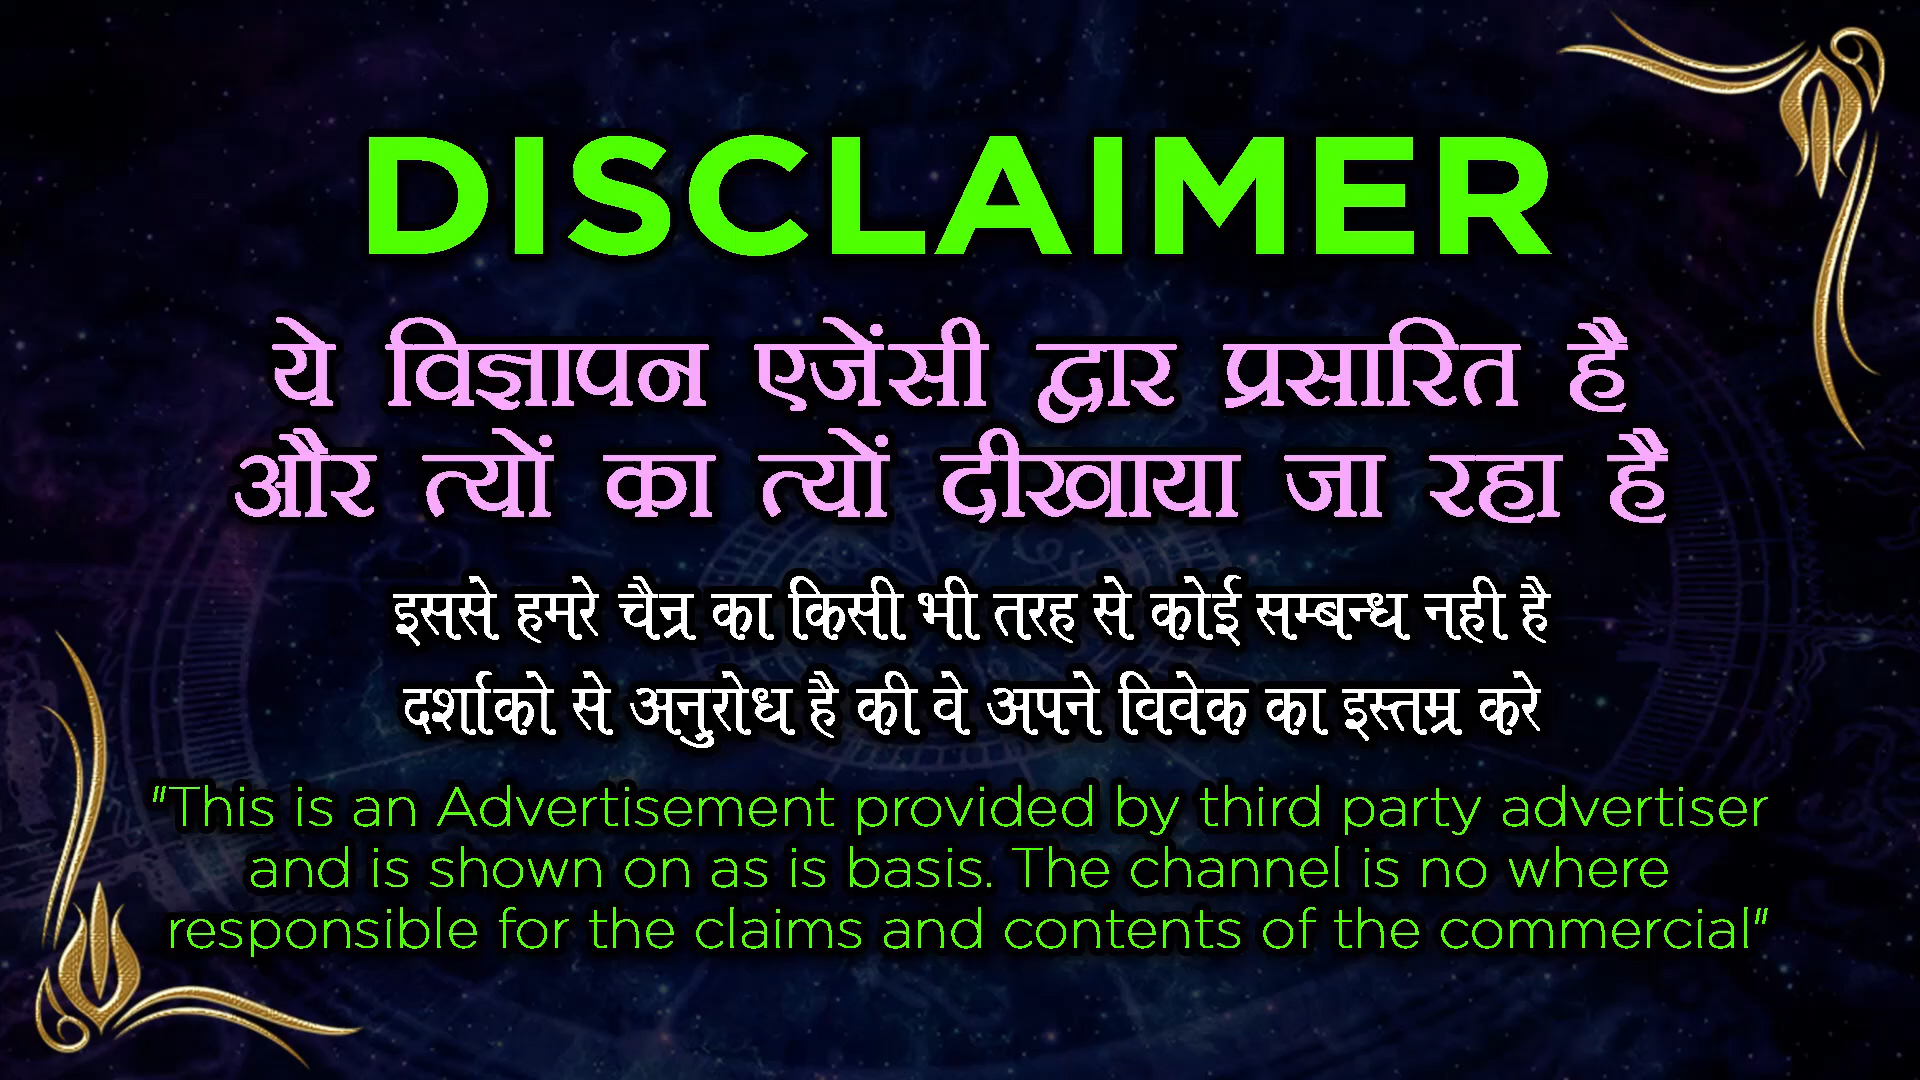 DISCLAIMER
ये विज्ञापन एजेंसी द्वार प्रसारित है
और त्यों का त्यों दीखाया जा रहा है
इससे हमरे चैन्र का किसी भी तरह से कोई सम्बन्ध नही है
दर्शाको से अनुरोध है की वे अपने विवेक का इस्तम्र करे
"This is an Advertisement provided by third party advertiser
and is shown on as is basis. The channel is no where
responsible for the claims and contents of the commercial"